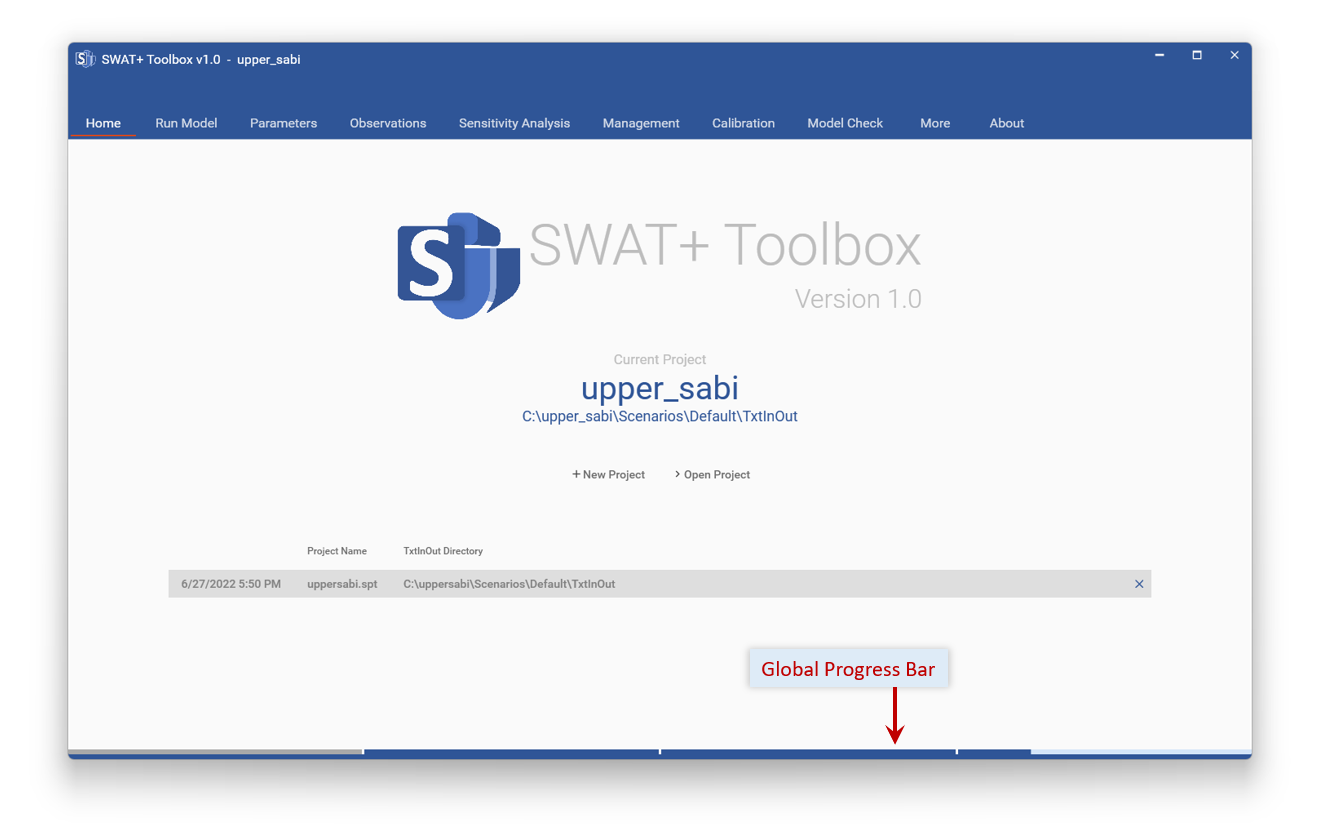 SWAT+ Toolbox v1.0 - upper_sabi
Home Run Model Parameters Observations Sensitivity Analysis Management Calibration Model Check More About
S
SWAT+ Toolbox
Version 1.0
Current Project
upper_sabi
C:\upper_sabi\Scenarios\Default\TxtInOut
+ New Project > Open Project
Project Name TxtInOut Directory
6/27/2022 5:50 PM uppersabi.spt C:\uppersabi\Scenarios\Default\TxtInOut
Global Progress Bar